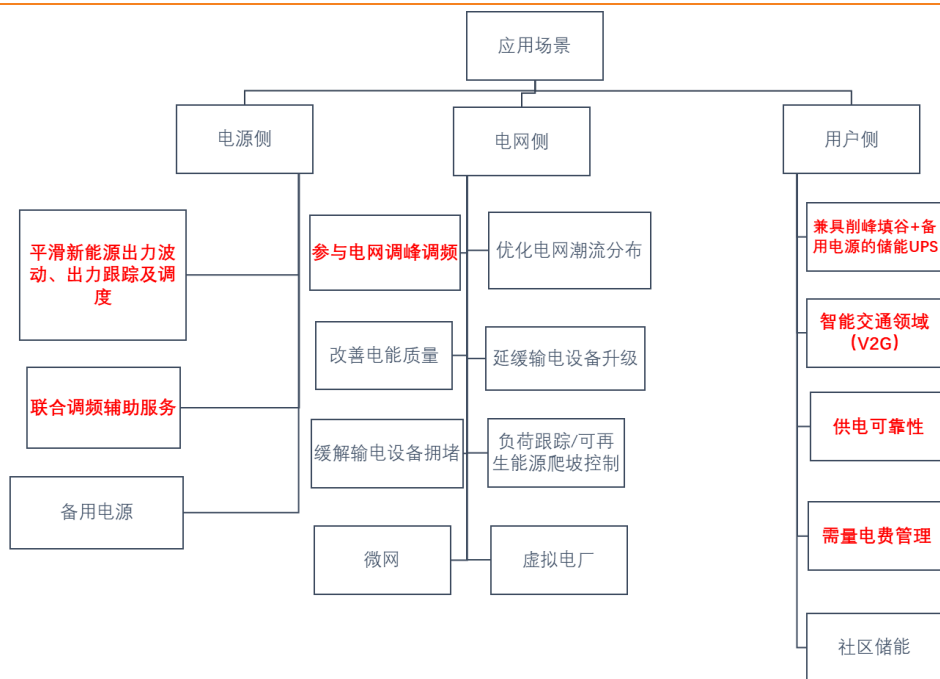 应用场景
电源侧
电网侧
用户侧
平滑新能源出力波
动、出力跟踪及调
度
联合调频辅助服务
备用电源
参与电网调峰调频
优化电网潮流分布
改善电能质量
延缓输电设备升级
缓解输电设备拥堵
负荷跟踪/可再
生能源爬坡控制
微网
虚拟电厂
兼具削峰填谷+备
用电源的储能UPS
智能交通领域
(V2G)
供电可靠性
需量电费管理
社区储能